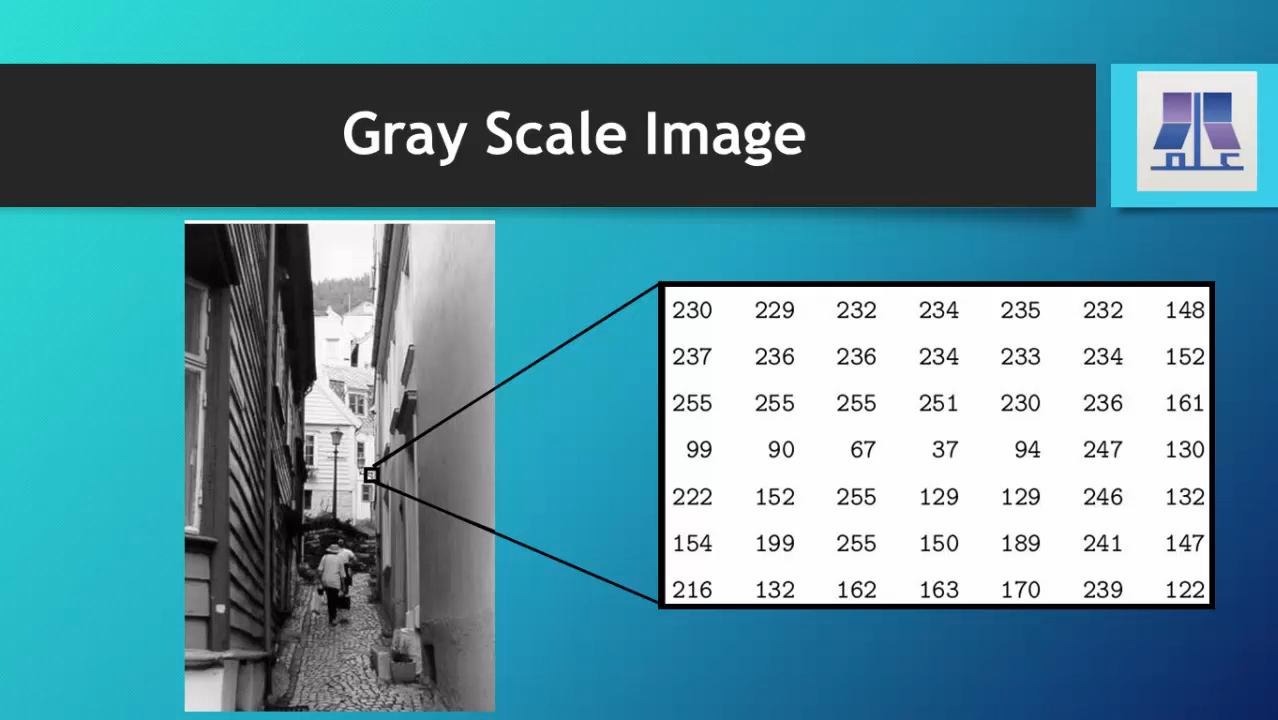 Gray Scale Image
علم
230 229 232 234 235 232 148
237 236 236 234 233 234 152
255 255 255 251 230 236 161
99 90 67 37 94 247 130
222 152 255 129 129 246 132
154 199 255 150 189 241 147
216 132 162 163 170 239 122